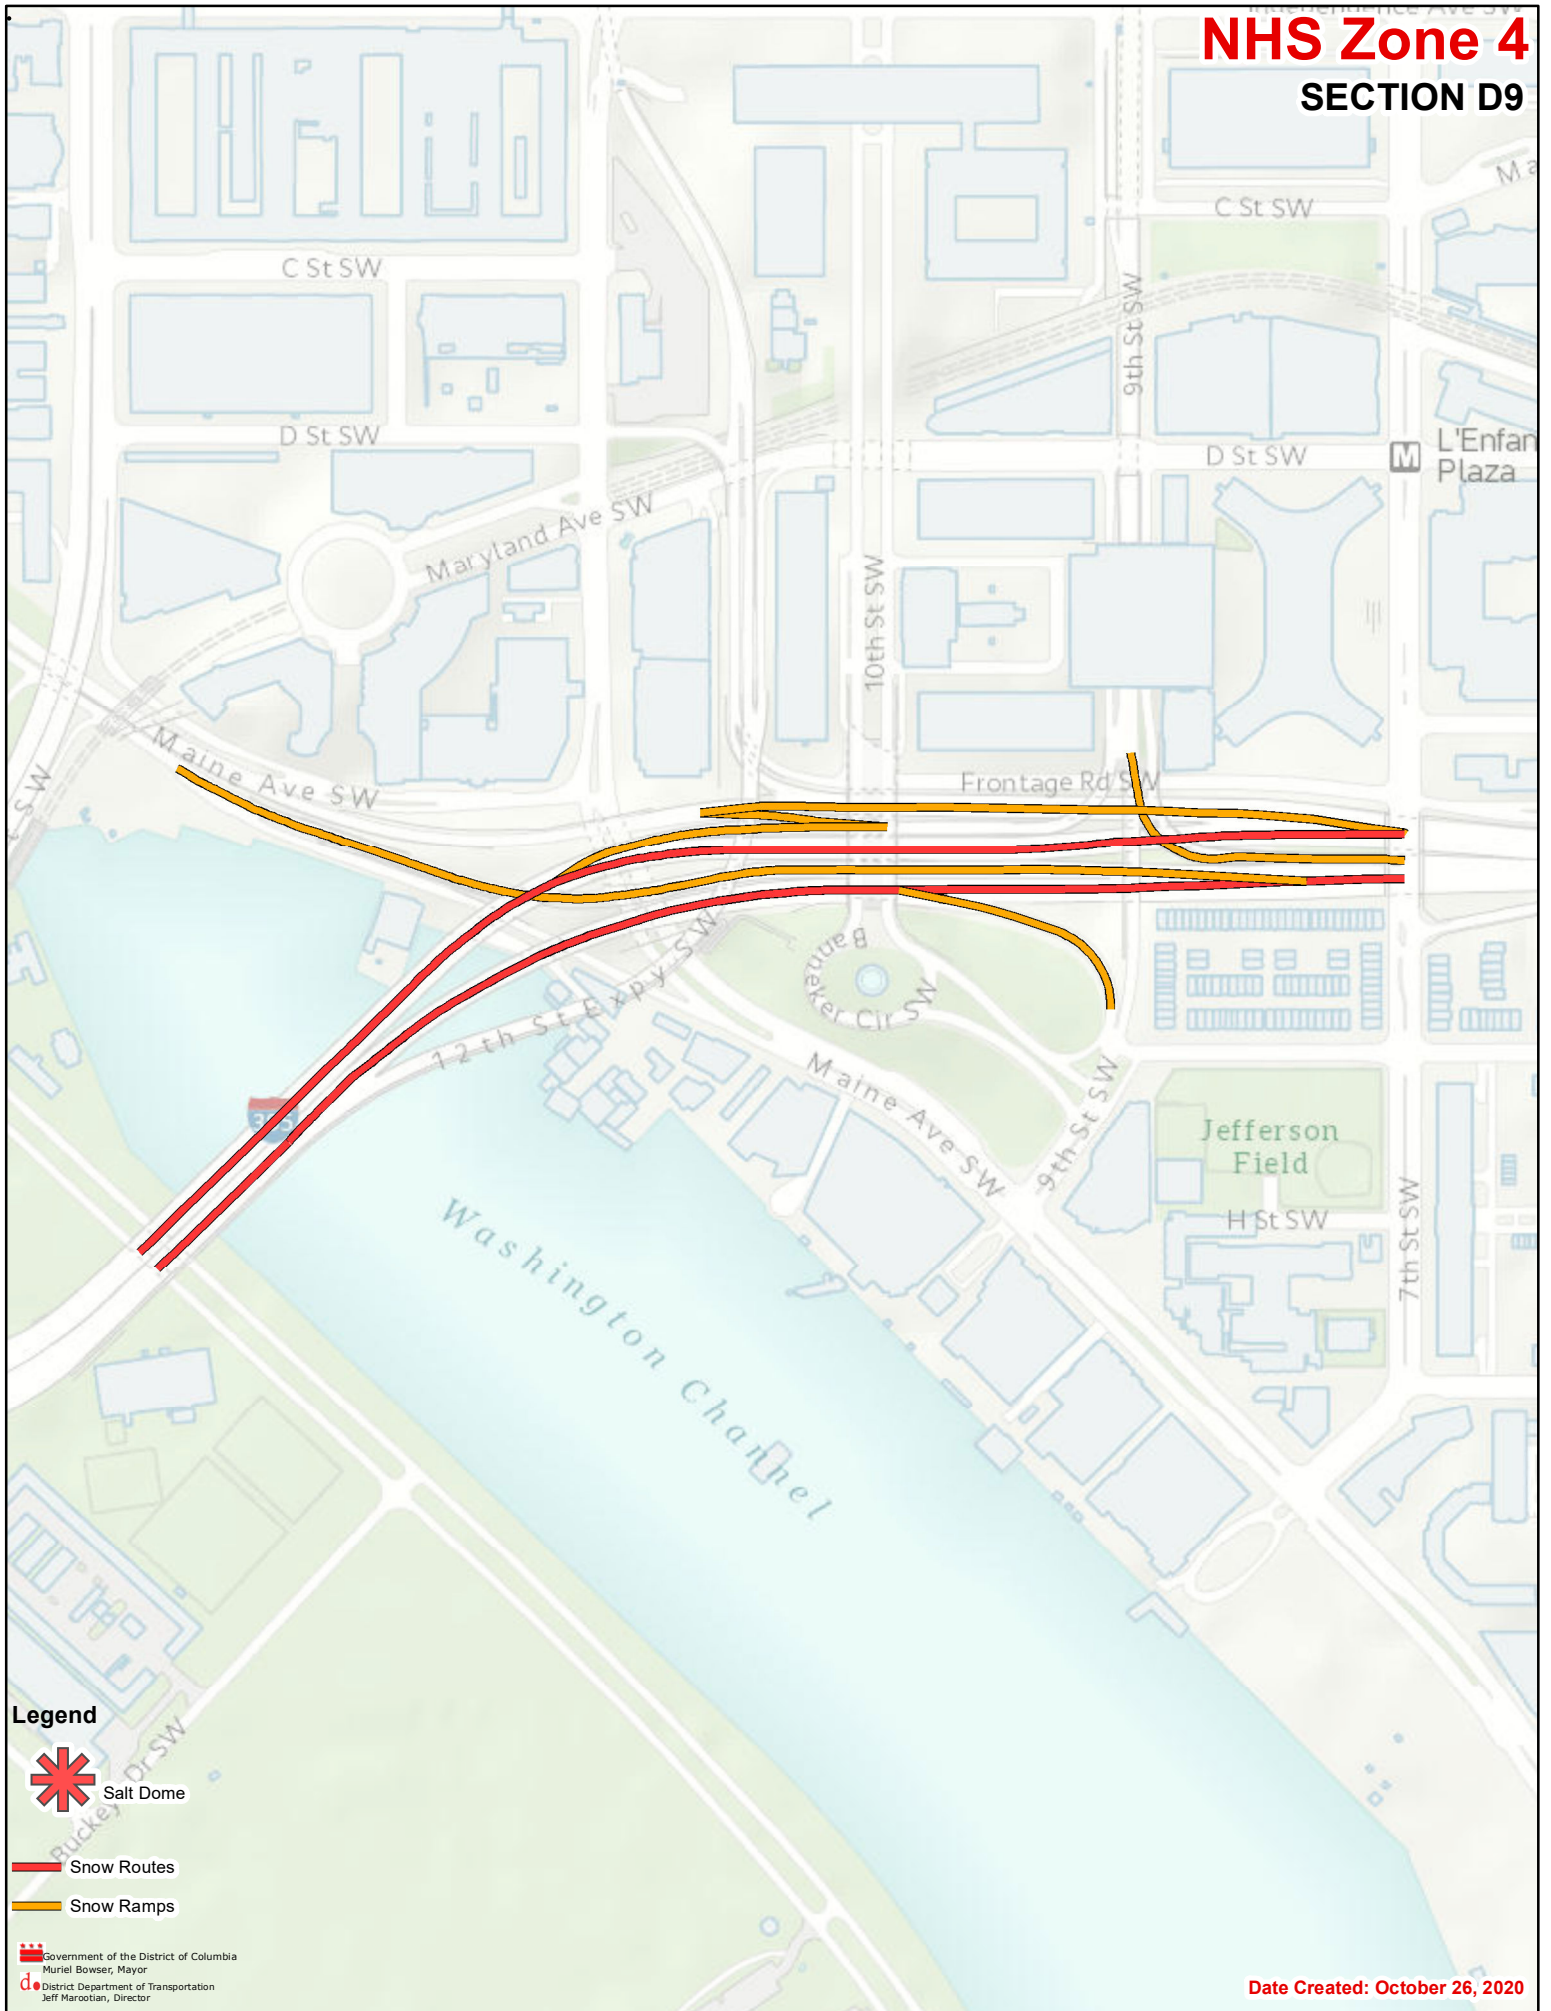 NHS Zone 4
SECTION D9
C St SW
C St SW
9th St SW
D St SW
D St SW
L'Enfan
Plaza
M
Maryland Ave SW
10th St SW
Maine Ave SW
Frontage Rd SW
Banneker Cir SW
12th St Expy SW
Maine Ave SW
9th St SW
Jefferson
Field
H St SW
7th St SW
Washington Channel
Legend
Salt Dome
Buckeye Dr SW
Snow Routes
Snow Ramps
Government of the District of Columbia
Muriel Bowser, Mayor
d.
District Department of Transportation
Jeff Marootian, Director
Date Created: October 26, 2020